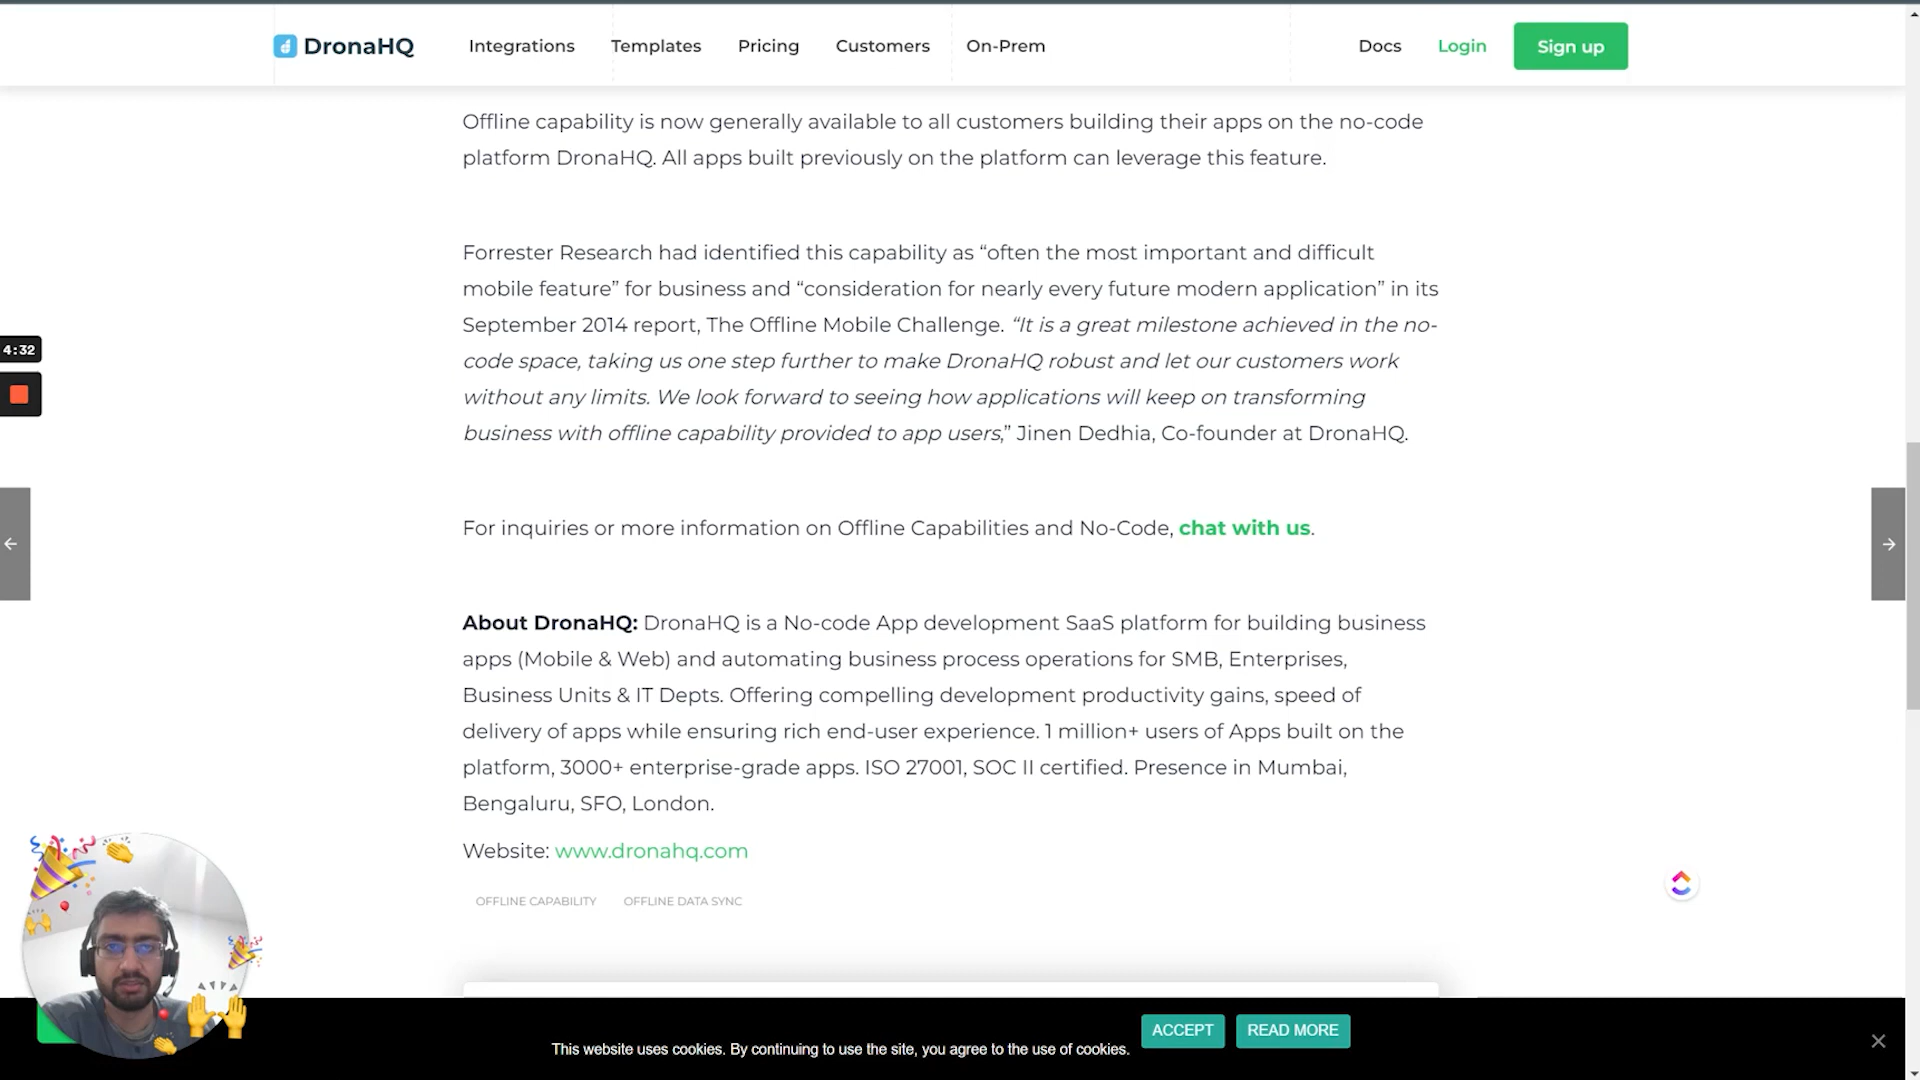 DronaHQ Integrations Templates Pricing Customers On-Prem Docs Login Sign up
Offline capability is now generally available to all customers building their apps on the no-code
platform DronaHQ. All apps built previously on the platform can leverage this feature.
Forrester Research had identified this capability as “often the most important and difficult
mobile feature” for business and “consideration for nearly every future modern application” in its
September 2014 report, The Offline Mobile Challenge. “It is a great milestone achieved in the no-
code space, taking us one step further to make DronaHQ robust and let our customers work
without any limits. We look forward to seeing how applications will keep on transforming
business with offline capability provided to app users,” Jinen Dedhia, Co-founder at DronaHQ.
4:32
For inquiries or more information on Offline Capabilities and No-Code, chat with us.
About DronaHQ: DronaHQ is a No-code App development SaaS platform for building business
apps (Mobile & Web) and automating business process operations for SMB, Enterprises,
Business Units & IT Depts. Offering compelling development productivity gains, speed of
delivery of apps while ensuring rich end-user experience. 1 million+ users of Apps built on the
platform, 3000+ enterprise-grade apps. ISO 27001, SOC II certified. Presence in Mumbai,
Bengaluru, SFO, London.
Website: www.dronahq.com
OFFLINE CAPABILITY OFFLINE DATA SYNC
This website uses cookies. By continuing to use the site, you agree to the use of cookies. ACCEPT READ MORE